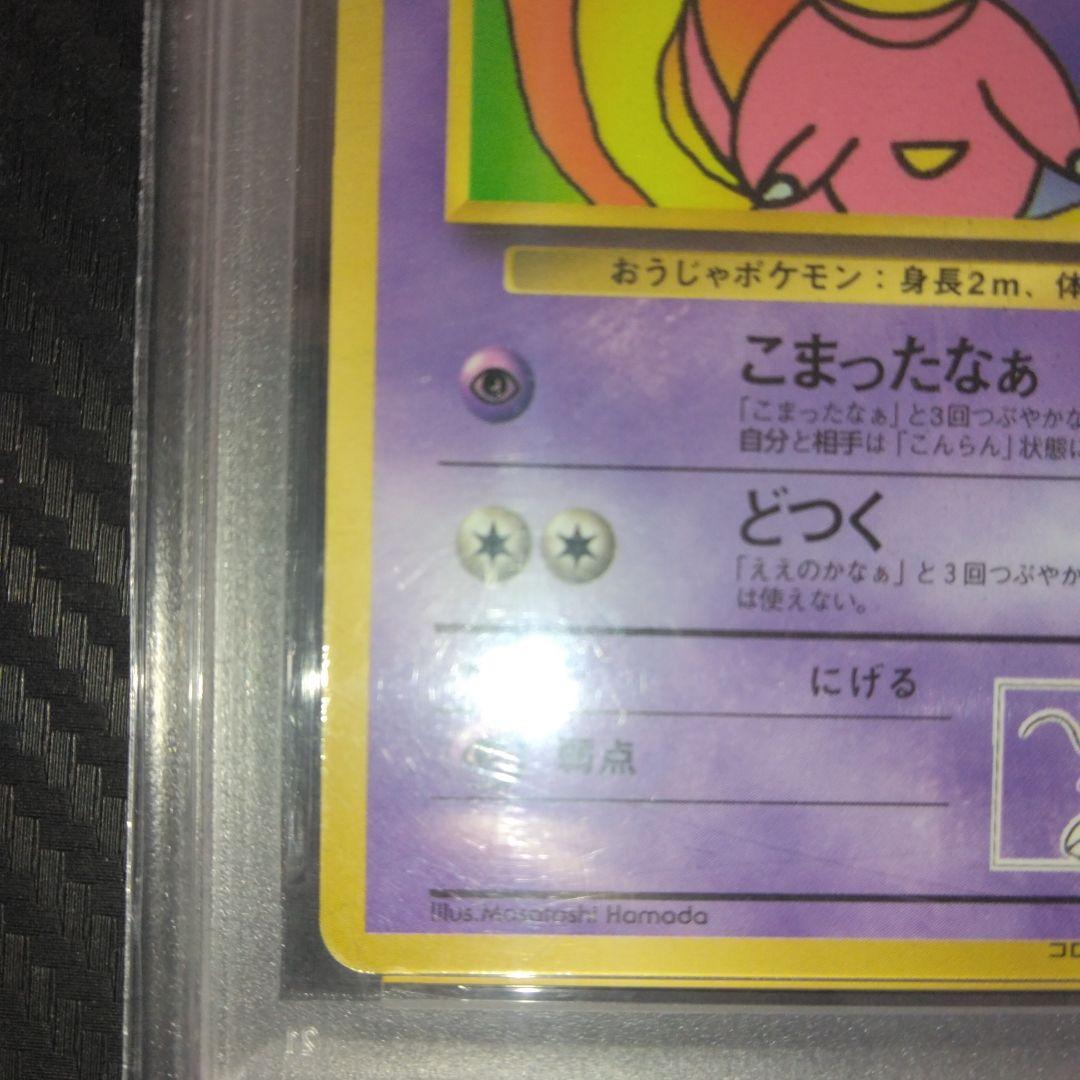 おうじゃポケモン：身長2m、体
こまったなぁ
「こまったなぁ」と3回つぶやかな
自分と相手は「こんらん」状態に
どつく
「ええのかなぁ」と3回つぶやか
は使えない。
にげる
弱点
Illus.Masatoshi Hamada
コロ